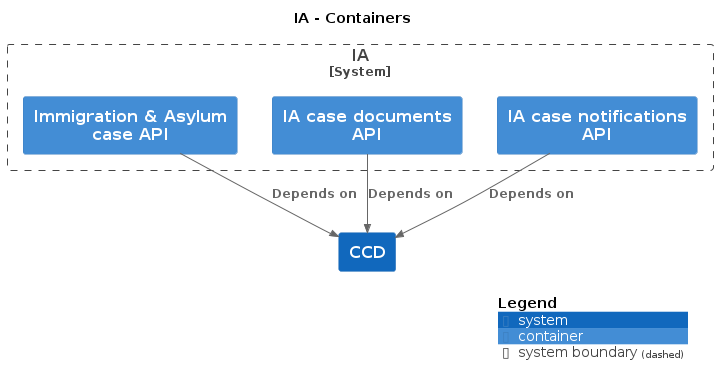 IA - Containers
IA
[System]
Immigration & Asylum
case API
IA case documents
API
IA case notifications
API
Depends on
Depends on
Depends on
CCD
Legend
system
container
system boundary (dashed)